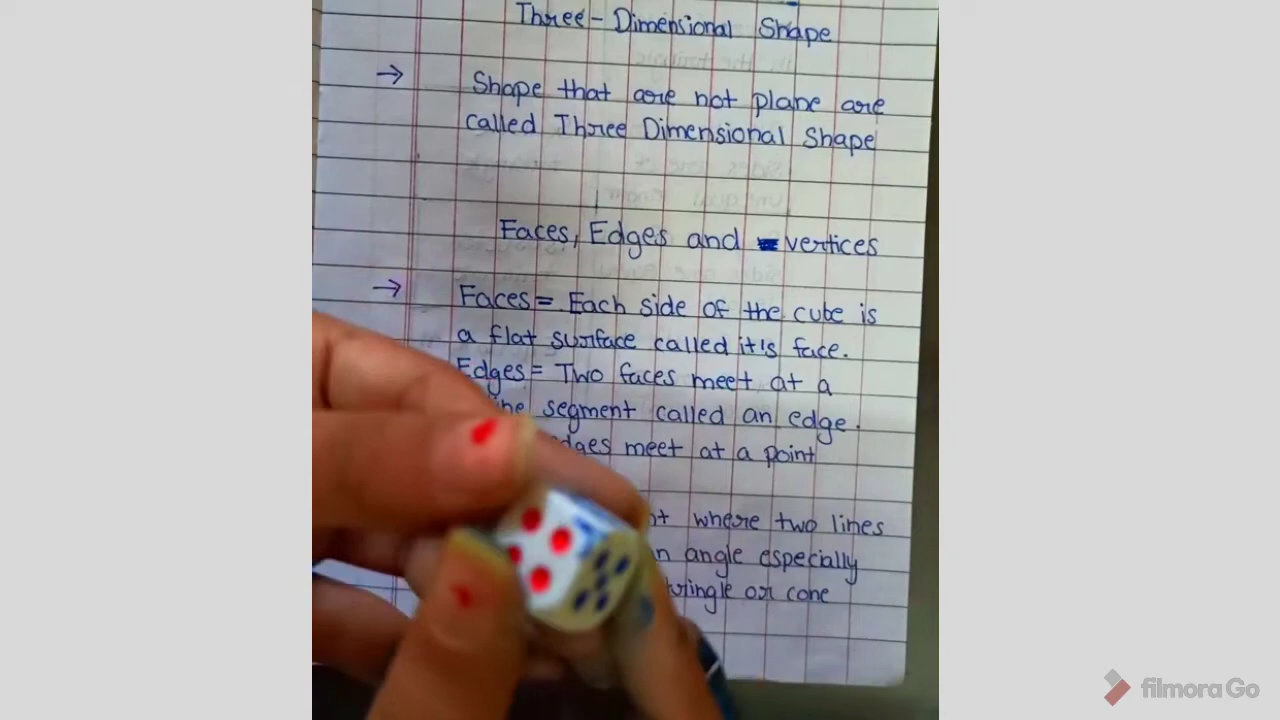 Three-Dimensional Shape
→ Shape that are not plane are
called Three Dimensional Shape
Faces, Edges and vertices
→ Faces = Each side of the cube is
a flat surface called it's face.
Edges = Two faces meet at a
segment called an edge.
meet at a point
where two lines
angle especially
or cone
filmoraGo